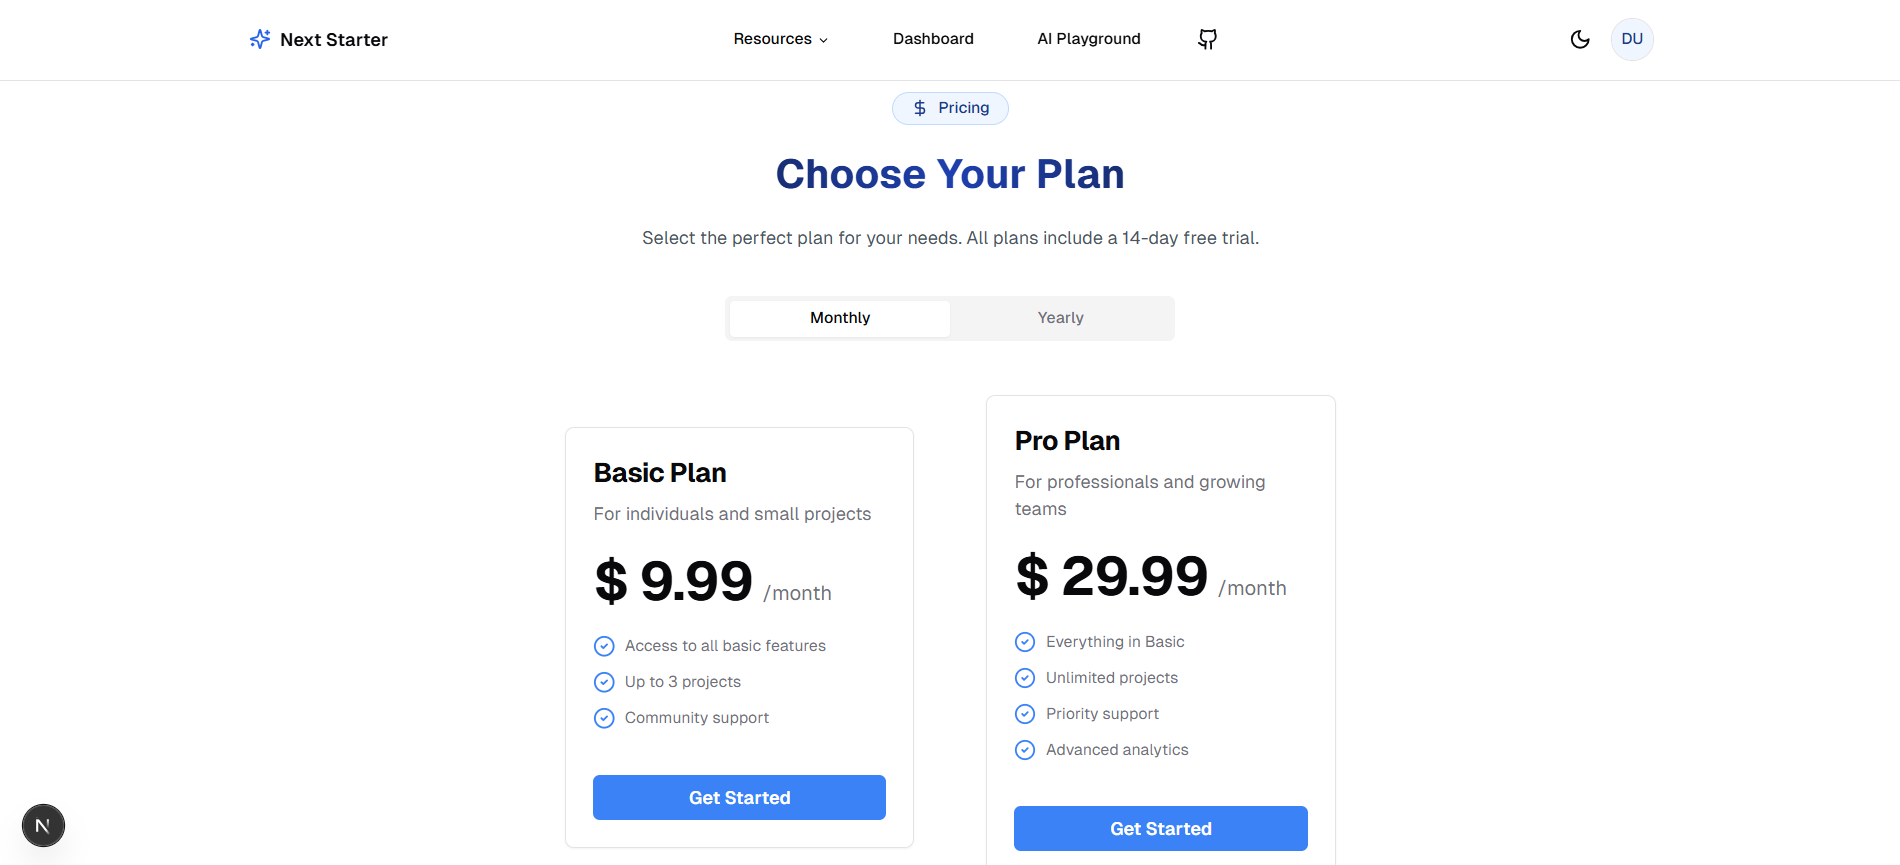 Next Starter
Resources
Dashboard
AI Playground
DU
$ Pricing
Choose Your Plan
Select the perfect plan for your needs. All plans include a 14-day free trial.
Monthly
Yearly
Basic Plan
For individuals and small projects
$ 9.99 /month
Access to all basic features
Up to 3 projects
Community support
Get Started
Pro Plan
For professionals and growing
teams
$ 29.99 /month
Everything in Basic
Unlimited projects
Priority support
Advanced analytics
Get Started
N